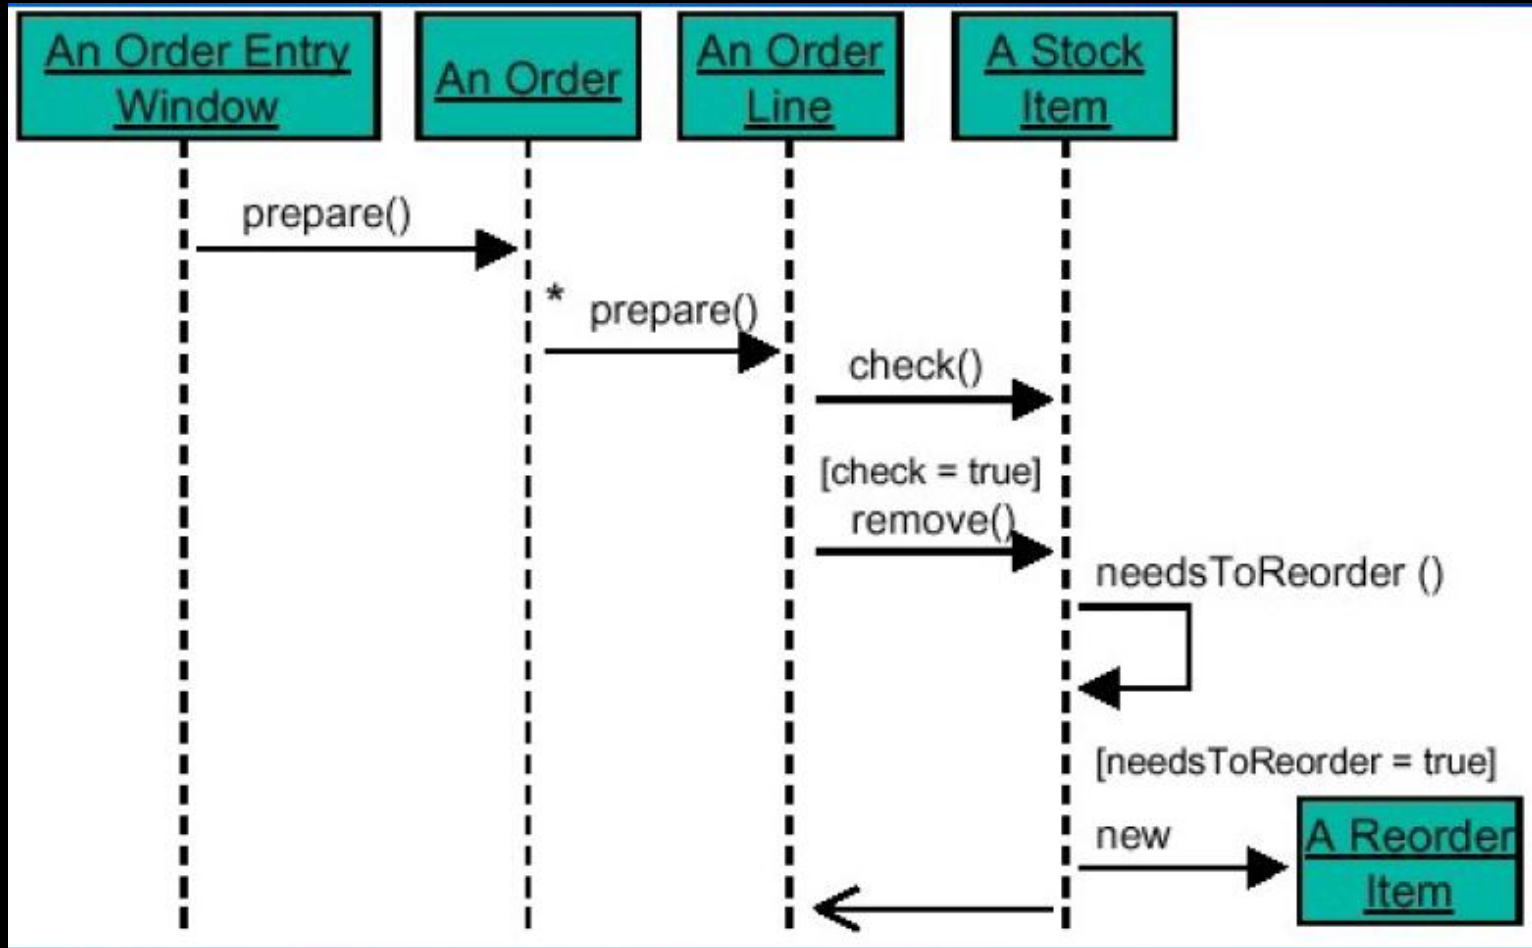 An Order Entry
Window
An Order
An Order
Line
A Stock
Item
prepare()
* prepare()
check()
[check = true]
remove()
needsToReorder ()
[needsToReorder = true]
new
A Reorder
Item